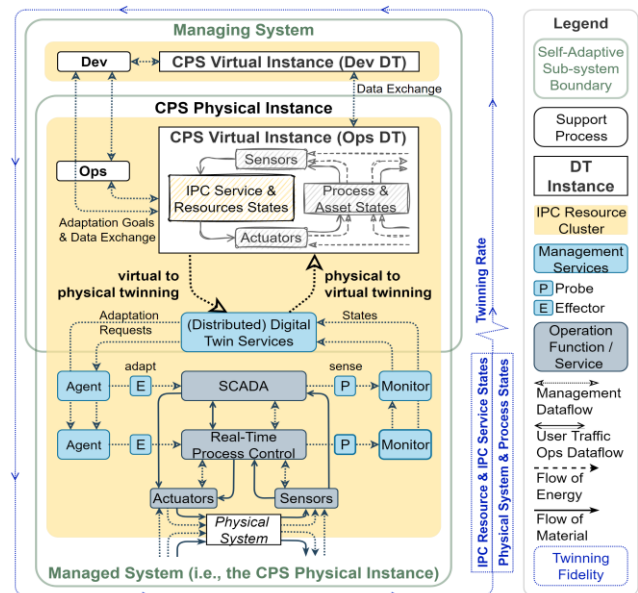 Managing System
Dev
CPS Virtual Instance (Dev DT)
Data Exchange
CPS Physical Instance
CPS Virtual Instance (Ops DT)
Sensors
Ops
IPC Service &
Resources States
Process &
Asset States
Adaptation Goals
& Data Exchange
Actuators
virtual to
physical twinning
physical to
virtual twinning
Adaptation
Requests
(Distributed) Digital
Twin Services
States
Agent
adapt
E
SCADA
sense
P
Monitor
Agent
E
Real-Time
Process Control
P
Monitor
Actuators
Sensors
Physical
System
Managed System (i.e., the CPS Physical Instance)
Twinning Rate
IPC Resource & IPC Service States
Physical System & Process States
Legend
Self-Adaptive
Sub-system
Boundary
Support
Process
DT
Instance
IPC Resource
Cluster
Management
Services
P Probe
E Effector
Operation
Function /
Service
Management
Dataflow
User Traffic
Ops Dataflow
Flow of
Energy
Flow of
Material
Twinning
Fidelity